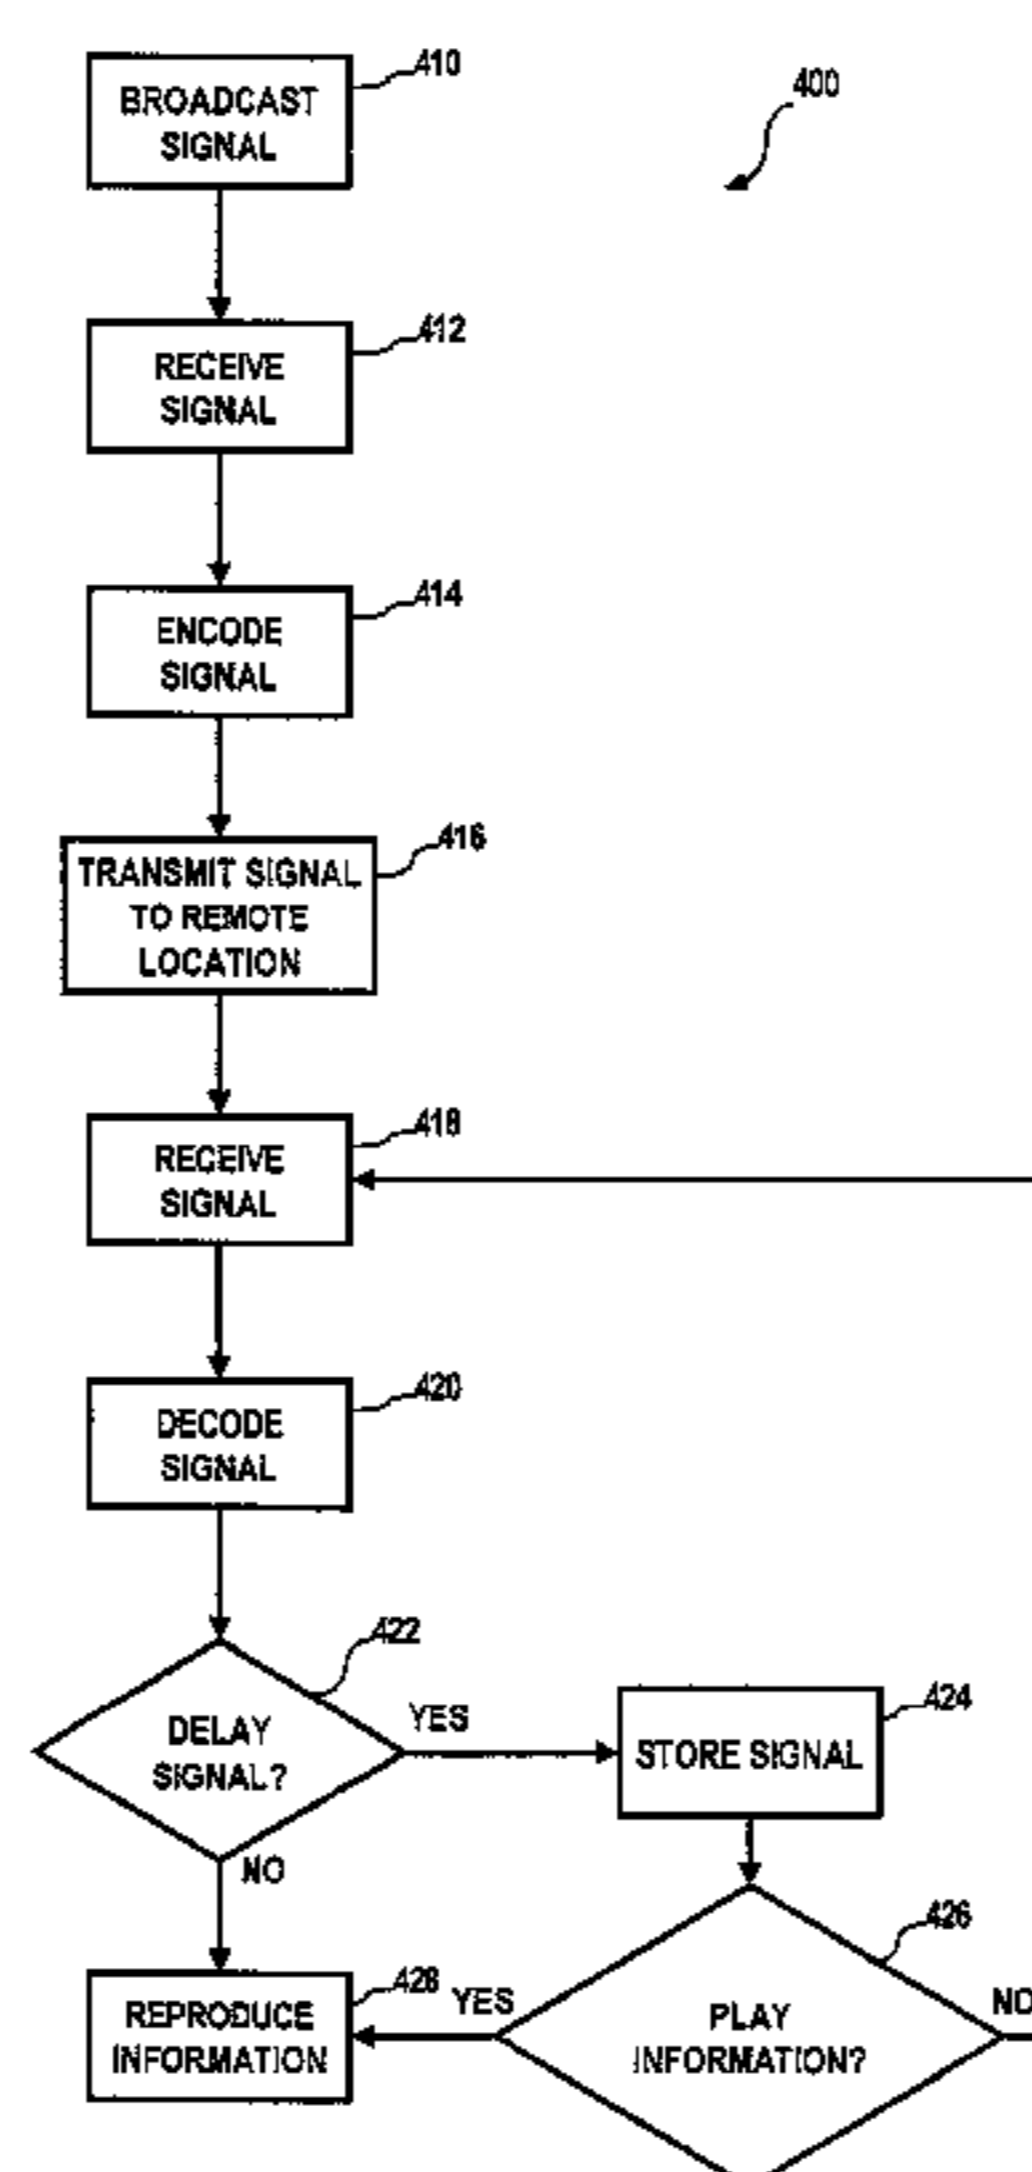 410
BROADCAST
SIGNAL
400
412
RECEIVE
SIGNAL
414
ENCODE
SIGNAL
416
TRANSMIT SIGNAL
TO REMOTE
LOCATION
418
RECEIVE
SIGNAL
420
DECODE
SIGNAL
422
DELAY
SIGNAL?
YES
NO
424
STORE SIGNAL
426
PLAY
INFORMATION?
YES
NO
428
REPRODUCE
INFORMATION